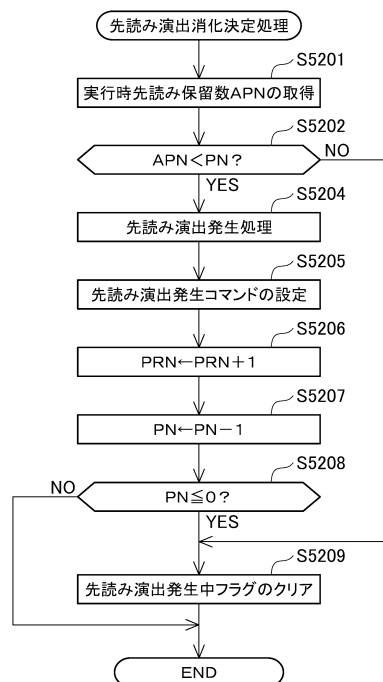 先読み演出消化決定処理
S5201
実行時先読み保留数APNの取得
S5202
APN<PN?
NO
YES
S5204
先読み演出発生処理
S5205
先読み演出発生コマンドの設定
S5206
PRN←PRN+1
S5207
PN←PN−1
S5208
NO
PN≦0?
YES
S5209
先読み演出発生中フラグのクリア
END